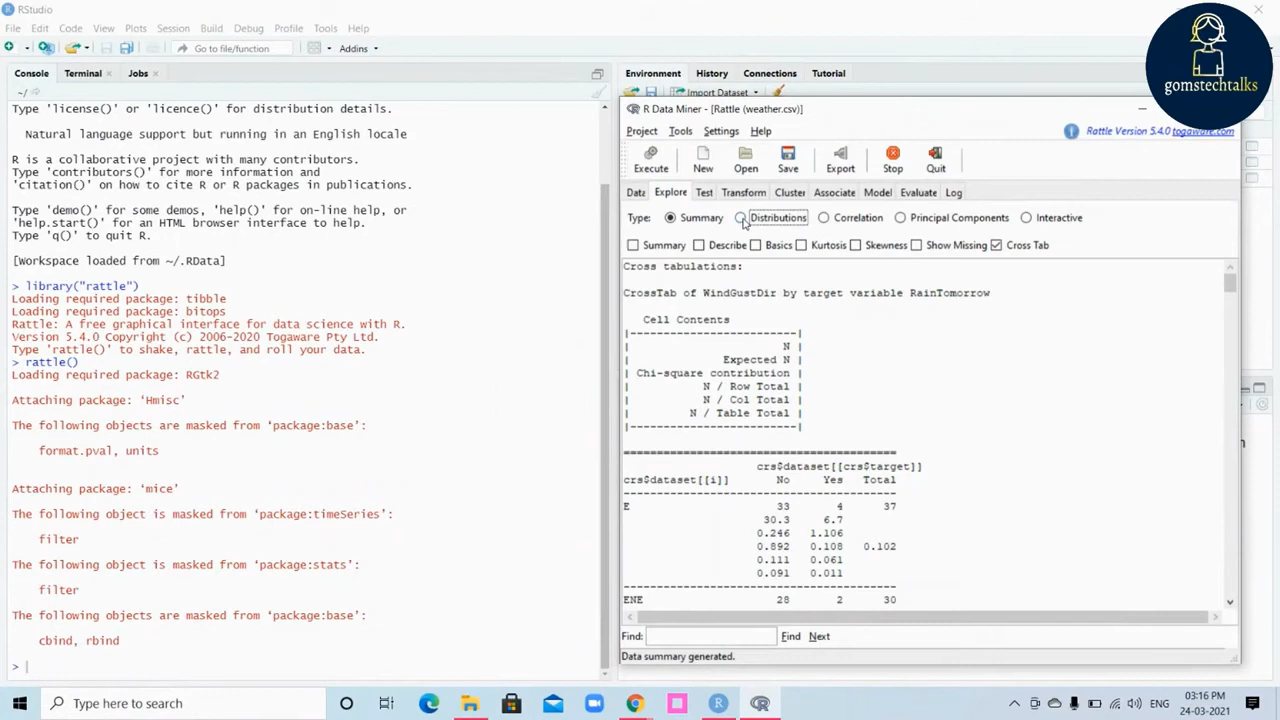 RStudio
File Edit Code View Plots Session Build Debug Profile Tools Help
Go to file/function Addins
Console Terminal Jobs
~/
Type 'license()' or 'licence()' for distribution details.
Natural language support but running in an English locale
R is a collaborative project with many contributors.
Type 'contributors()' for more information and
'citation()' on how to cite R or R packages in publications.
Type 'demo()' for some demos, 'help()' for on-line help, or
'help.start()' for an HTML browser interface to help.
Type 'q()' to quit R.
[Workspace loaded from ~/.RData]
> library("rattle")
Loading required package: tibble
Loading required package: bitops
Rattle: A free graphical interface for data science with R.
Version 5.4.0 Copyright (c) 2006-2020 Togaware Pty Ltd.
Type 'rattle()' to shake, rattle, and roll your data.
> rattle()
Loading required package: RGtk2
Attaching package: ‘Hmisc’
The following objects are masked from ‘package:base’:
format.pval, units
Attaching package: ‘mice’
The following object is masked from ‘package:timeSeries’:
filter
The following object is masked from ‘package:stats’:
filter
The following objects are masked from ‘package:base’:
cbind, rbind
>
Environment History Connections Tutorial
Import Dataset
gomstechtalks
R Data Miner - [Rattle (weather.csv)]
Project Tools Settings Help
Rattle Version 5.4.0 togaware.com
Execute New Open Save Export Stop Quit
Data Explore Test Transform Cluster Associate Model Evaluate Log
Type: Summary Distributions Correlation Principal Components Interactive
Summary Describe Basics Kurtosis Skewness Show Missing Cross Tab
Cross tabulations:
CrossTab of WindGustDir by target variable RainTomorrow
Cell Contents
|-------------------------|
| N |
| Expected N |
| Chi-square contribution |
| N / Row Total |
| N / Col Total |
| N / Table Total |
|-------------------------|
=======================================
crs$dataset[[crs$target]]
crs$dataset[[i]] No Yes Total
---------------------------------------
E 33 4 37
30.3 6.7
0.246 1.106
0.892 0.108 0.102
0.111 0.061
0.091 0.011
---------------------------------------
ENE 28 2 30
Find: Find Next
Data summary generated.
Type here to search
ENG
03:16 PM
24-03-2021